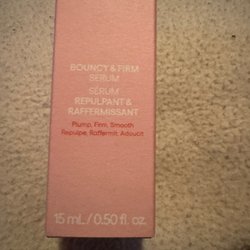 BOUNCY & FIRM
SERUM
SÉRUM
REPULPANT &
RAFFERMISSANT
Plump, Firm, Smooth
Repulpe, Raffermit, Adoucit
15 mL / 0.50 fl. oz.